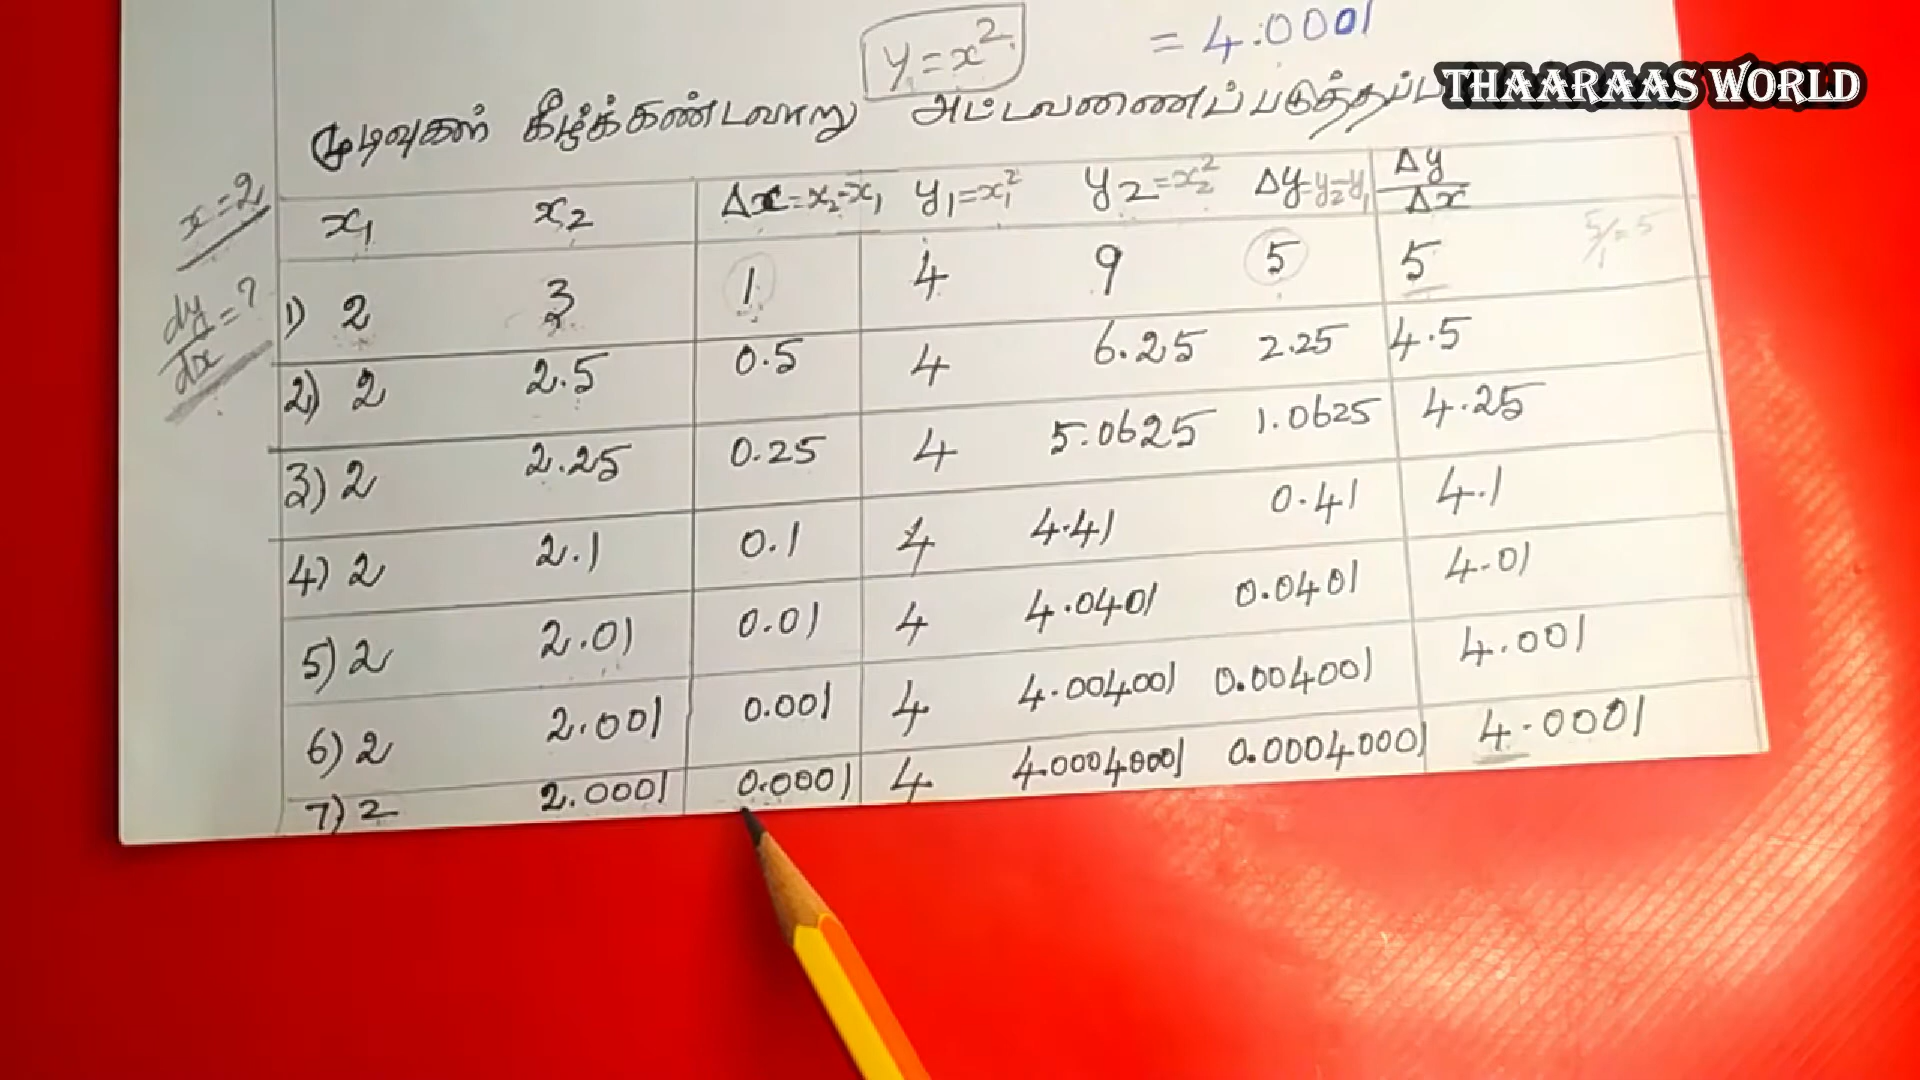 y = x²
= 4.0001
THAARAAS WORLD
முடிவுகள் கீழ்க்கண்டவாறு அட்டவணைப்படுத்தப்ப
x = 2
dy/dx = ?
x₁ x₂ Δx = x₂-x₁ y₁ = x₁² y₂ = x₂² Δy = y₂-y₁ Δy/Δx
1) 2 3 1 4 9 5 5 5/1 = 5
2) 2 2.5 0.5 4 6.25 2.25 4.5
3) 2 2.25 0.25 4 5.0625 1.0625 4.25
4) 2 2.1 0.1 4 4.41 0.41 4.1
5) 2 2.01 0.01 4 4.0401 0.0401 4.01
6) 2 2.001 0.001 4 4.004001 0.004001 4.001
7) 2 2.0001 0.0001 4 4.00040001 0.00040001 4.0001